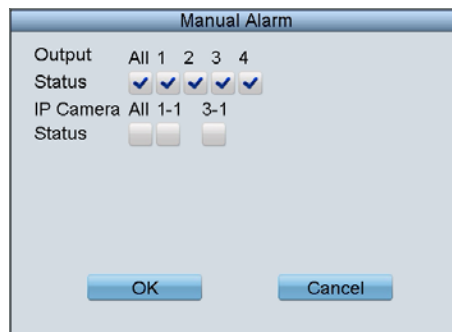 Manual Alarm
Output All 1 2 3 4
Status
IP Camera All 1-1 3-1
Status
OK Cancel